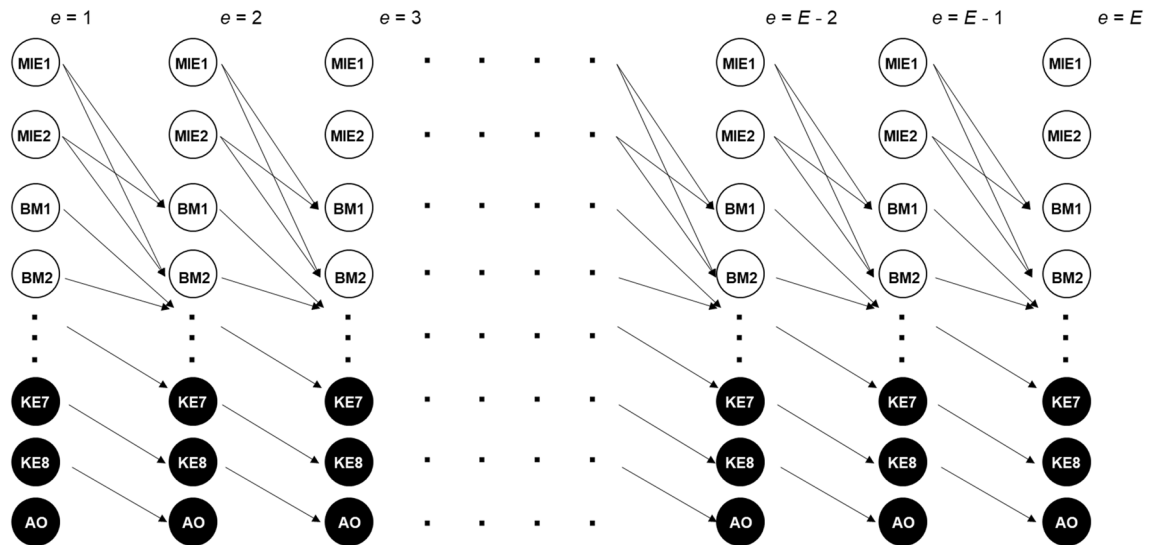 e = 1 e = 2 e = 3 e = E - 2 e = E - 1 e = E
MIE1 MIE1 MIE1 MIE1 MIE1 MIE1
MIE2 MIE2 MIE2 MIE2 MIE2 MIE2
BM1 BM1 BM1 BM1 BM1 BM1
BM2 BM2 BM2 BM2 BM2 BM2
KE7 KE7 KE7 KE7 KE7 KE7
KE8 KE8 KE8 KE8 KE8 KE8
AO AO AO AO AO AO